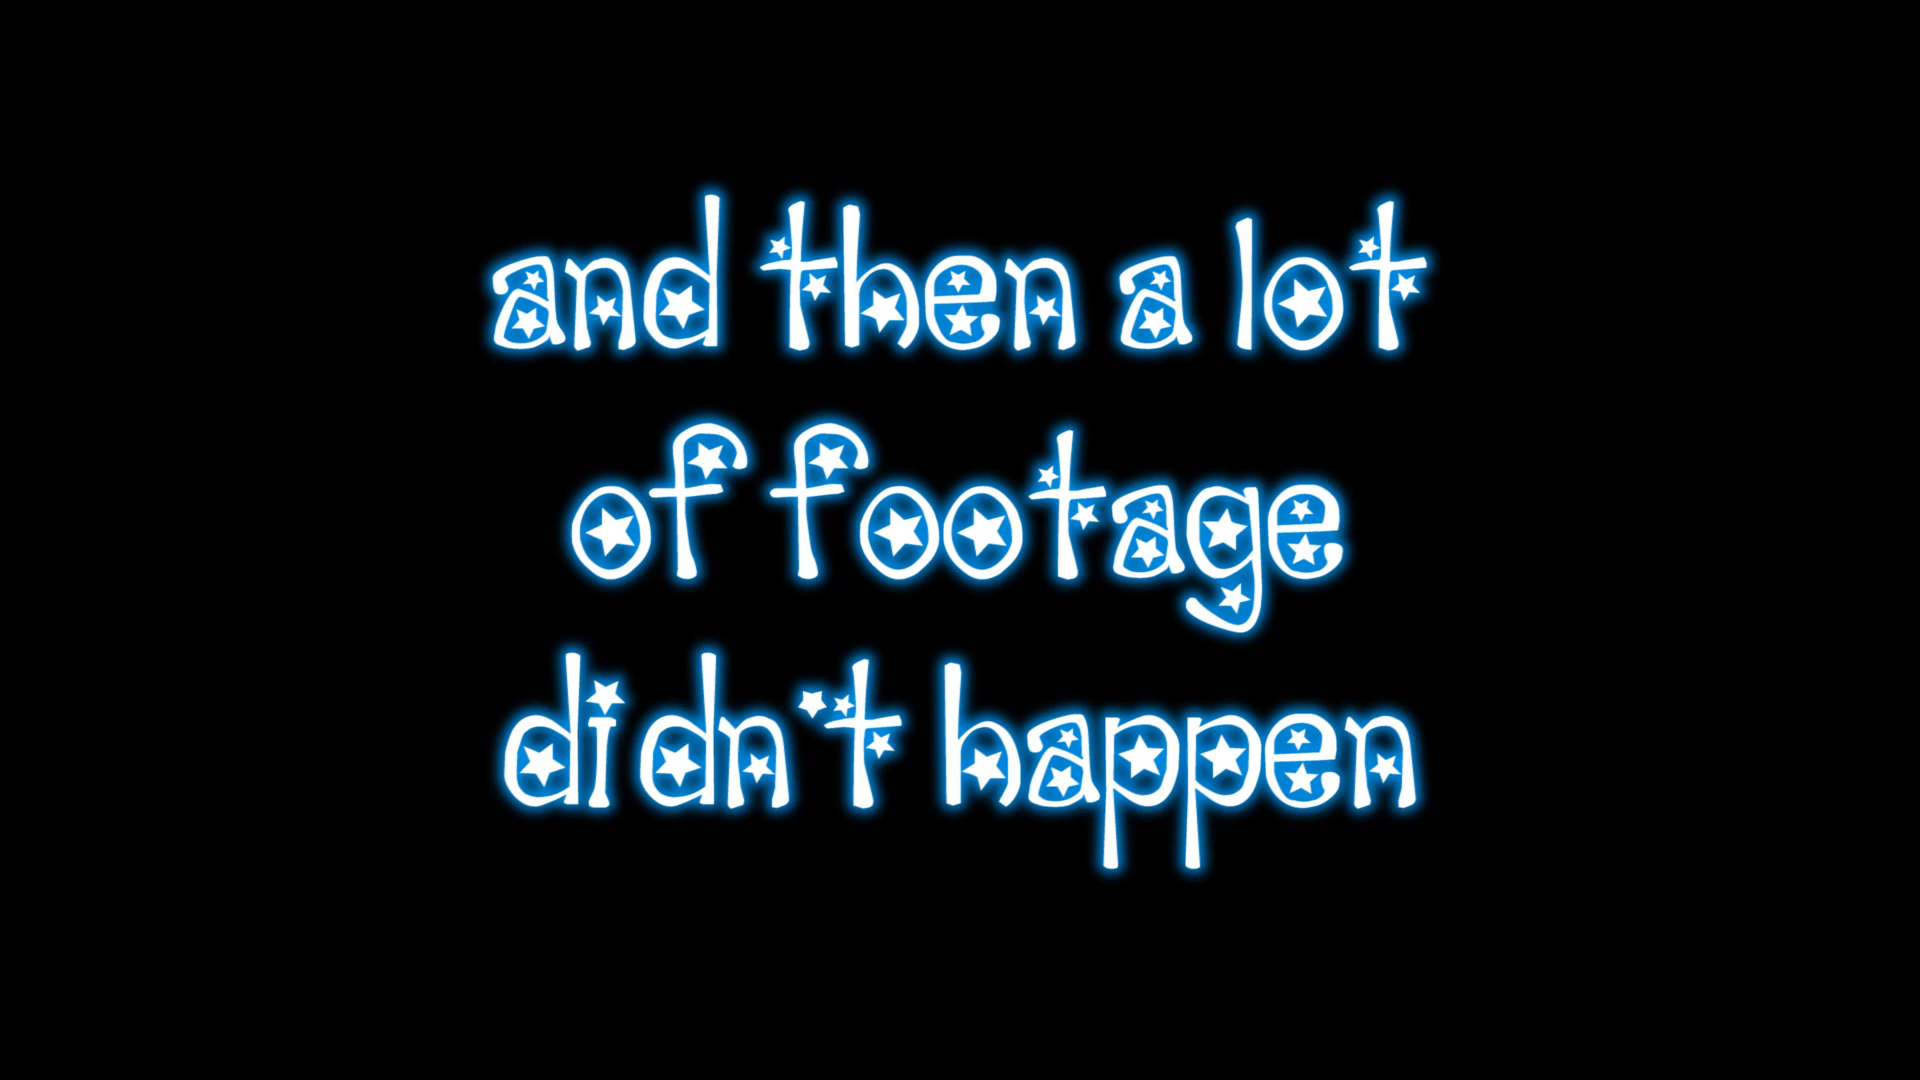 and then a lot
of footage
didn't happen